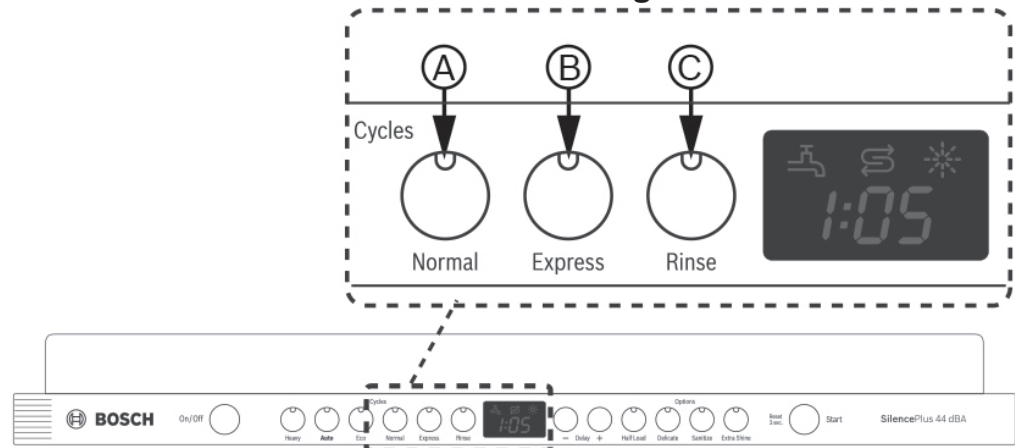 A B C
Cycles
Normal Express Rinse
1:05
Cycles Options
BOSCH On/Off Heavy Auto Eco Normal Express Rinse 1:05 − Delay + Half Load Delicate Sanitize Extra Shine Reset 3 sec. Start SilencePlus 44 dBA